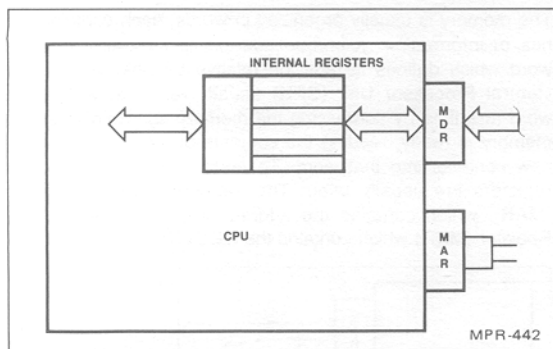 INTERNAL REGISTERS
M
D
R
CPU
M
A
R
MPR-442